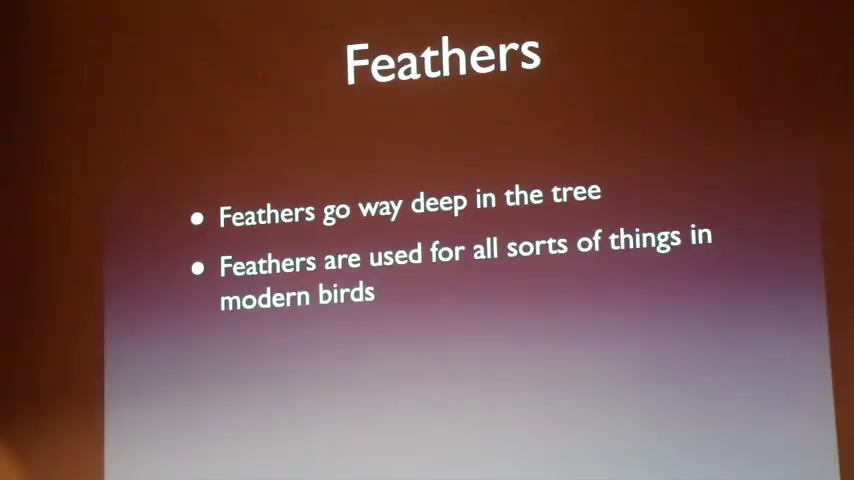 Feathers
● Feathers go way deep in the tree
● Feathers are used for all sorts of things in
modern birds